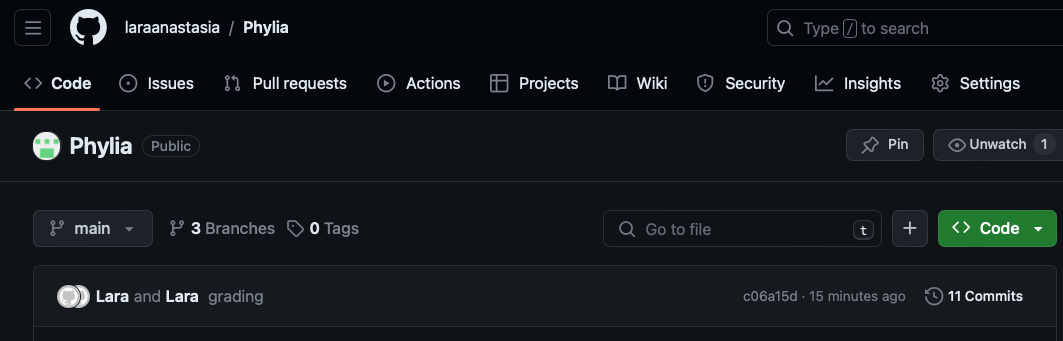 laraanastasia / Phylia Type / to search
Code Issues Pull requests Actions Projects Wiki Security Insights Settings
Phylia Public Pin Unwatch 1
main 3 Branches 0 Tags Go to file t + Code
Lara and Lara grading c06a15d · 15 minutes ago 11 Commits